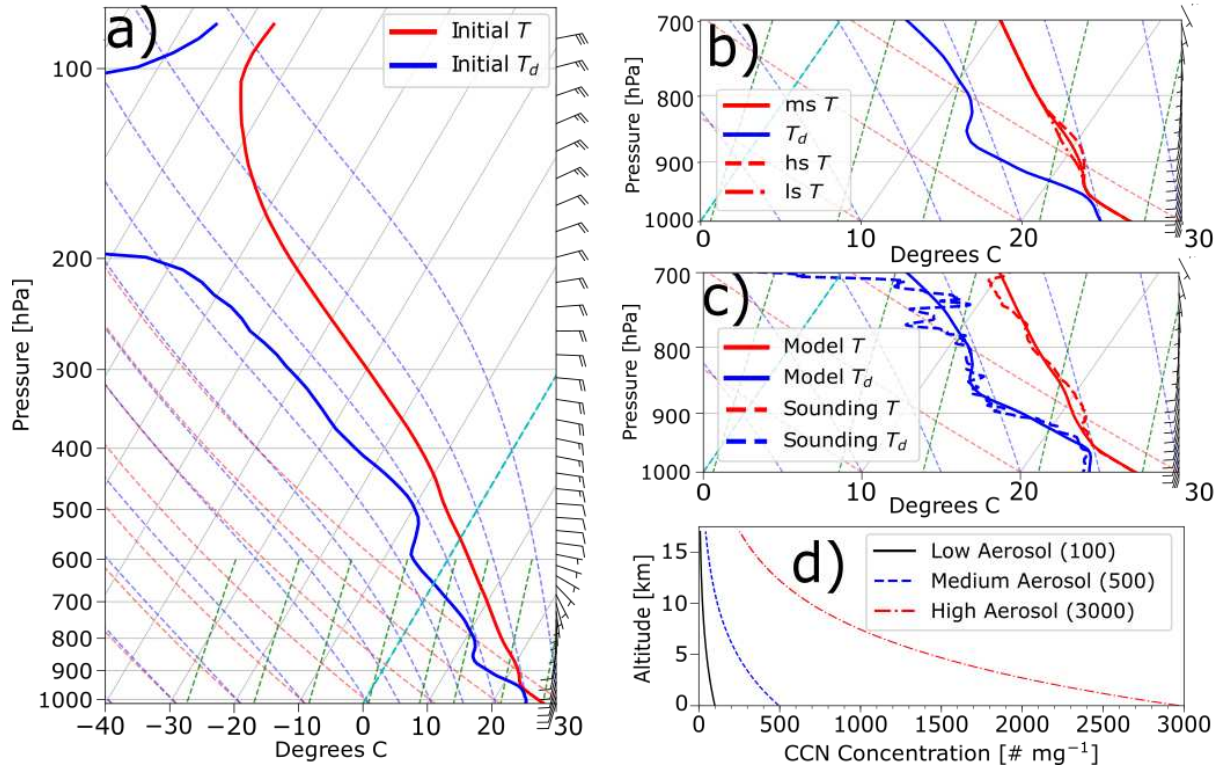 a)
Initial T
Initial Td
100
200
300
400
500
600
700
800
900
1000
Pressure [hPa]
−40
−30
−20
−10
0
10
20
30
Degrees C
b)
ms T
Td
hs T
ls T
700
800
900
1000
Pressure [hPa]
0
10
20
30
Degrees C
c)
Model T
Model Td
Sounding T
Sounding Td
700
800
900
1000
Pressure [hPa]
0
10
20
30
Degrees C
d)
Low Aerosol (100)
Medium Aerosol (500)
High Aerosol (3000)
15
10
5
0
Altitude [km]
0
500
1000
1500
2000
2500
3000
CCN Concentration [# mg⁻¹]